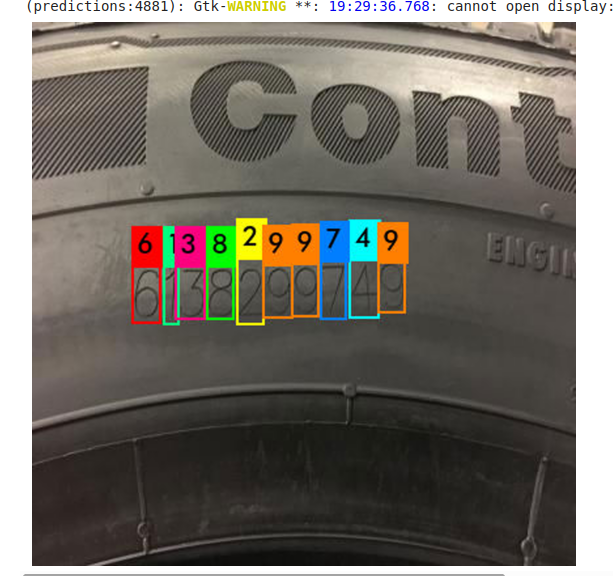 (predictions:4881): Gtk-WARNING **: 19:29:36.768: cannot open display:
Cont
6 1 3 8 2 9 9 7 4 9
6138299749
ENGIN